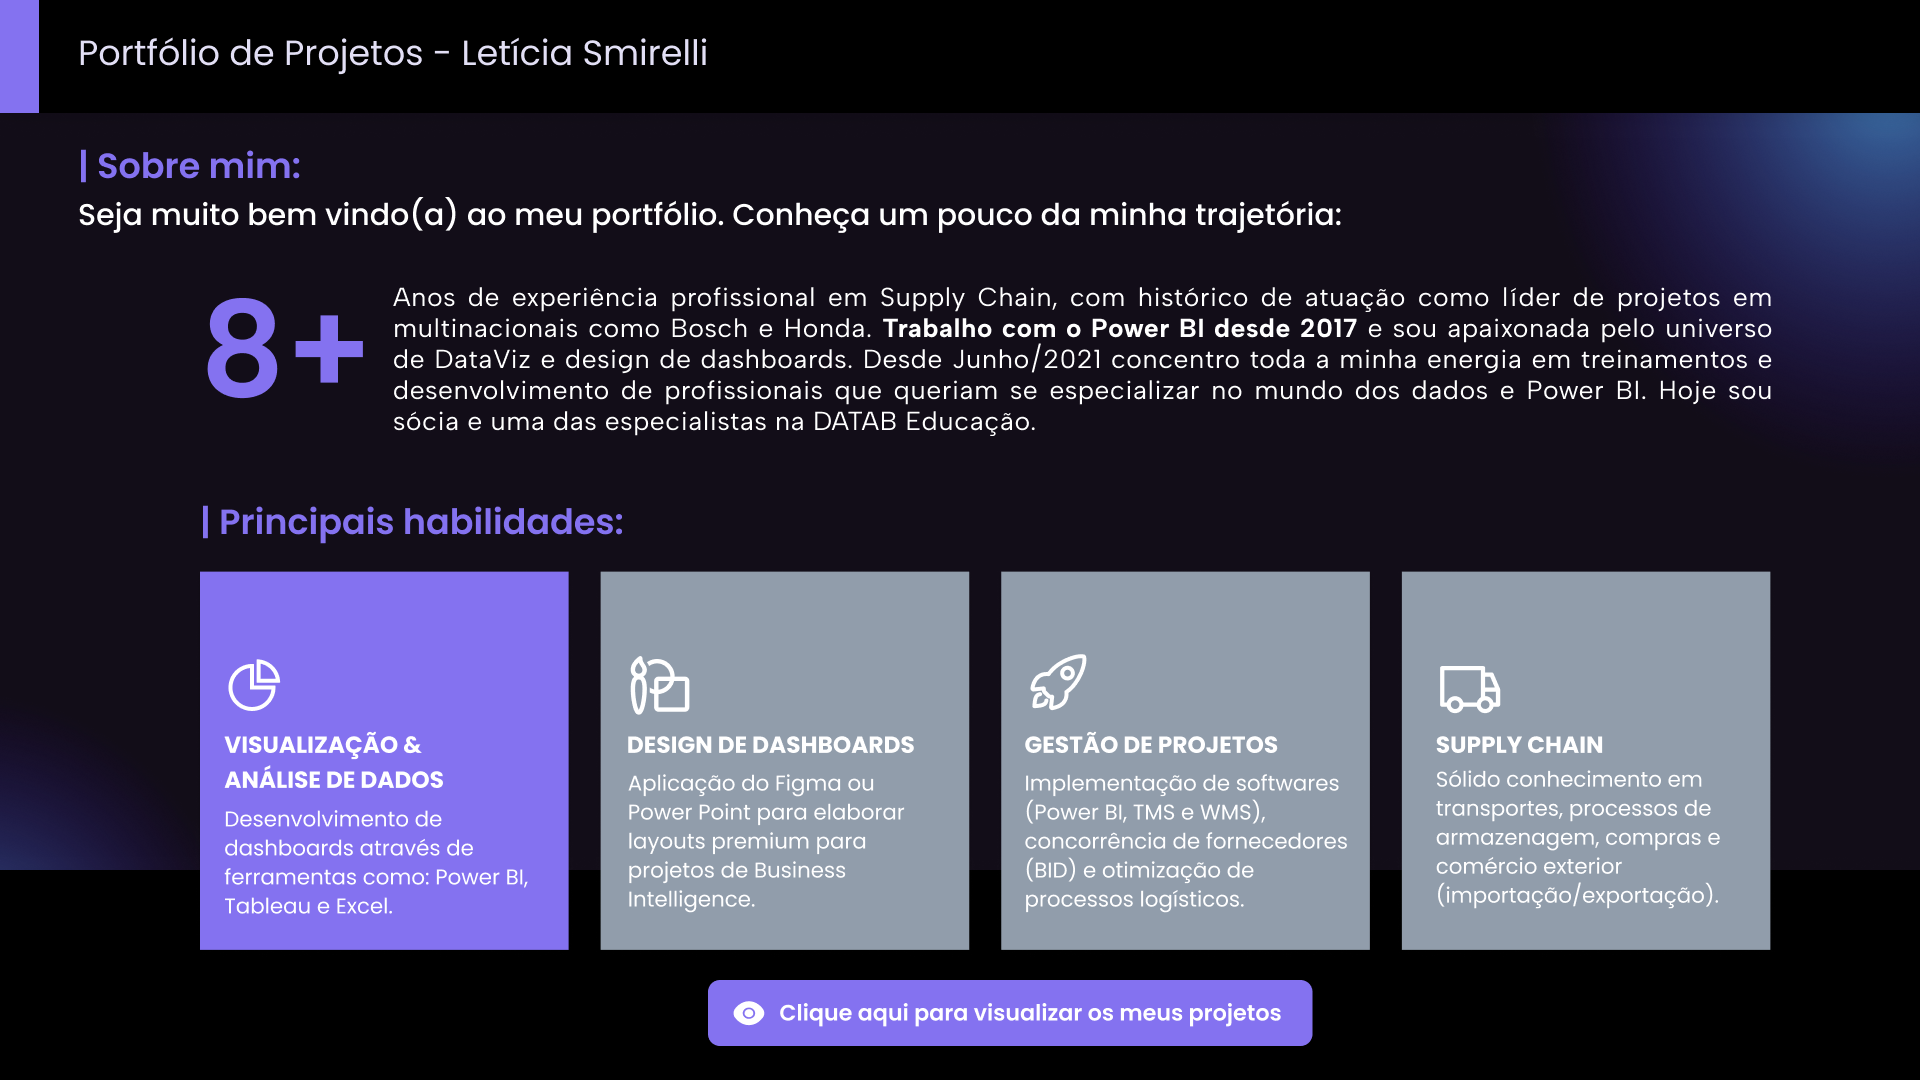 Portfólio de Projetos - Letícia Smirelli
| Sobre mim:
Seja muito bem vindo(a) ao meu portfólio. Conheça um pouco da minha trajetória:
8+
Anos de experiência profissional em Supply Chain, com histórico de atuação como líder de projetos em
multinacionais como Bosch e Honda. Trabalho com o Power BI desde 2017 e sou apaixonada pelo universo
de DataViz e design de dashboards. Desde Junho/2021 concentro toda a minha energia em treinamentos e
desenvolvimento de profissionais que queriam se especializar no mundo dos dados e Power BI. Hoje sou
sócia e uma das especialistas na DATAB Educação.
| Principais habilidades:
VISUALIZAÇÃO &
ANÁLISE DE DADOS
Desenvolvimento de
dashboards através de
ferramentas como: Power BI,
Tableau e Excel.
DESIGN DE DASHBOARDS
Aplicação do Figma ou
Power Point para elaborar
layouts premium para
projetos de Business
Intelligence.
GESTÃO DE PROJETOS
Implementação de softwares
(Power BI, TMS e WMS),
concorrência de fornecedores
(BID) e otimização de
processos logísticos.
SUPPLY CHAIN
Sólido conhecimento em
transportes, processos de
armazenagem, compras e
comércio exterior
(importação/exportação).
Clique aqui para visualizar os meus projetos